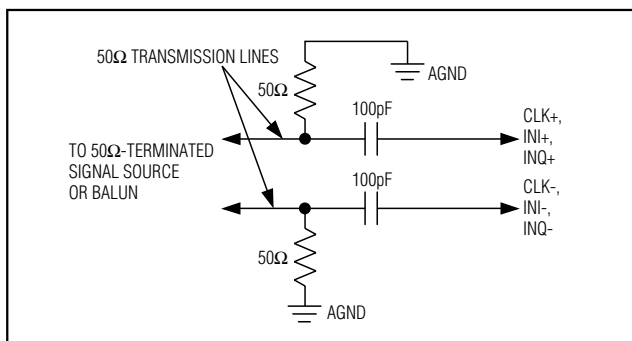 50Ω TRANSMISSION LINES
50Ω
AGND
100pF
CLK+,
INI+,
INQ+
TO 50Ω-TERMINATED
SIGNAL SOURCE
OR BALUN
100pF
CLK-,
INI-,
INQ-
50Ω
AGND